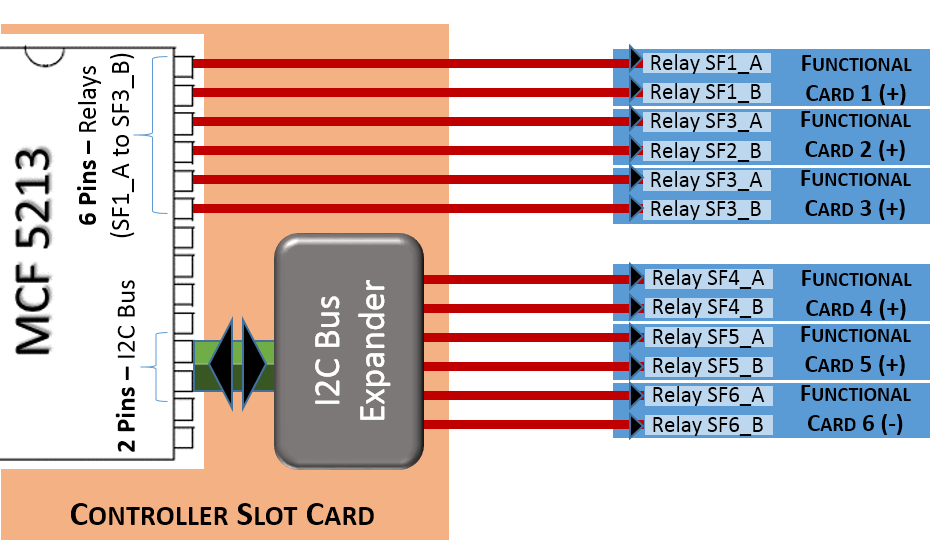 MCF 5213
6 Pins – Relays
(SF1_A to SF3_B)
2 Pins – I2C Bus
I2C Bus
Expander
CONTROLLER SLOT CARD
Relay SF1_A
Relay SF1_B
FUNCTIONAL
CARD 1 (+)
Relay SF3_A
Relay SF2_B
FUNCTIONAL
CARD 2 (+)
Relay SF3_A
Relay SF3_B
FUNCTIONAL
CARD 3 (+)
Relay SF4_A
Relay SF4_B
FUNCTIONAL
CARD 4 (+)
Relay SF5_A
Relay SF5_B
FUNCTIONAL
CARD 5 (+)
Relay SF6_A
Relay SF6_B
FUNCTIONAL
CARD 6 (-)